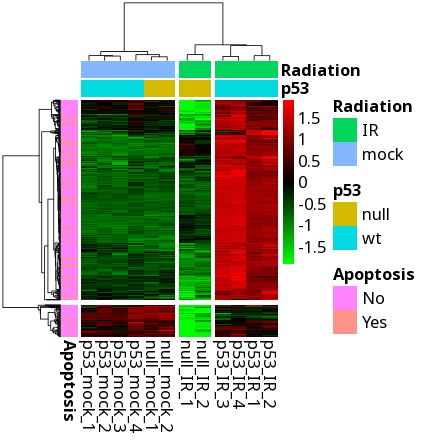 Radiation
p53
1.5
1
0.5
0
-0.5
-1
-1.5
Radiation
IR
mock
p53
null
wt
Apoptosis
No
Yes
Apoptosis
p53_mock_1
p53_mock_2
p53_mock_3
p53_mock_4
null_mock_1
null_mock_2
null_IR_1
null_IR_2
p53_IR_3
p53_IR_4
p53_IR_1
p53_IR_2